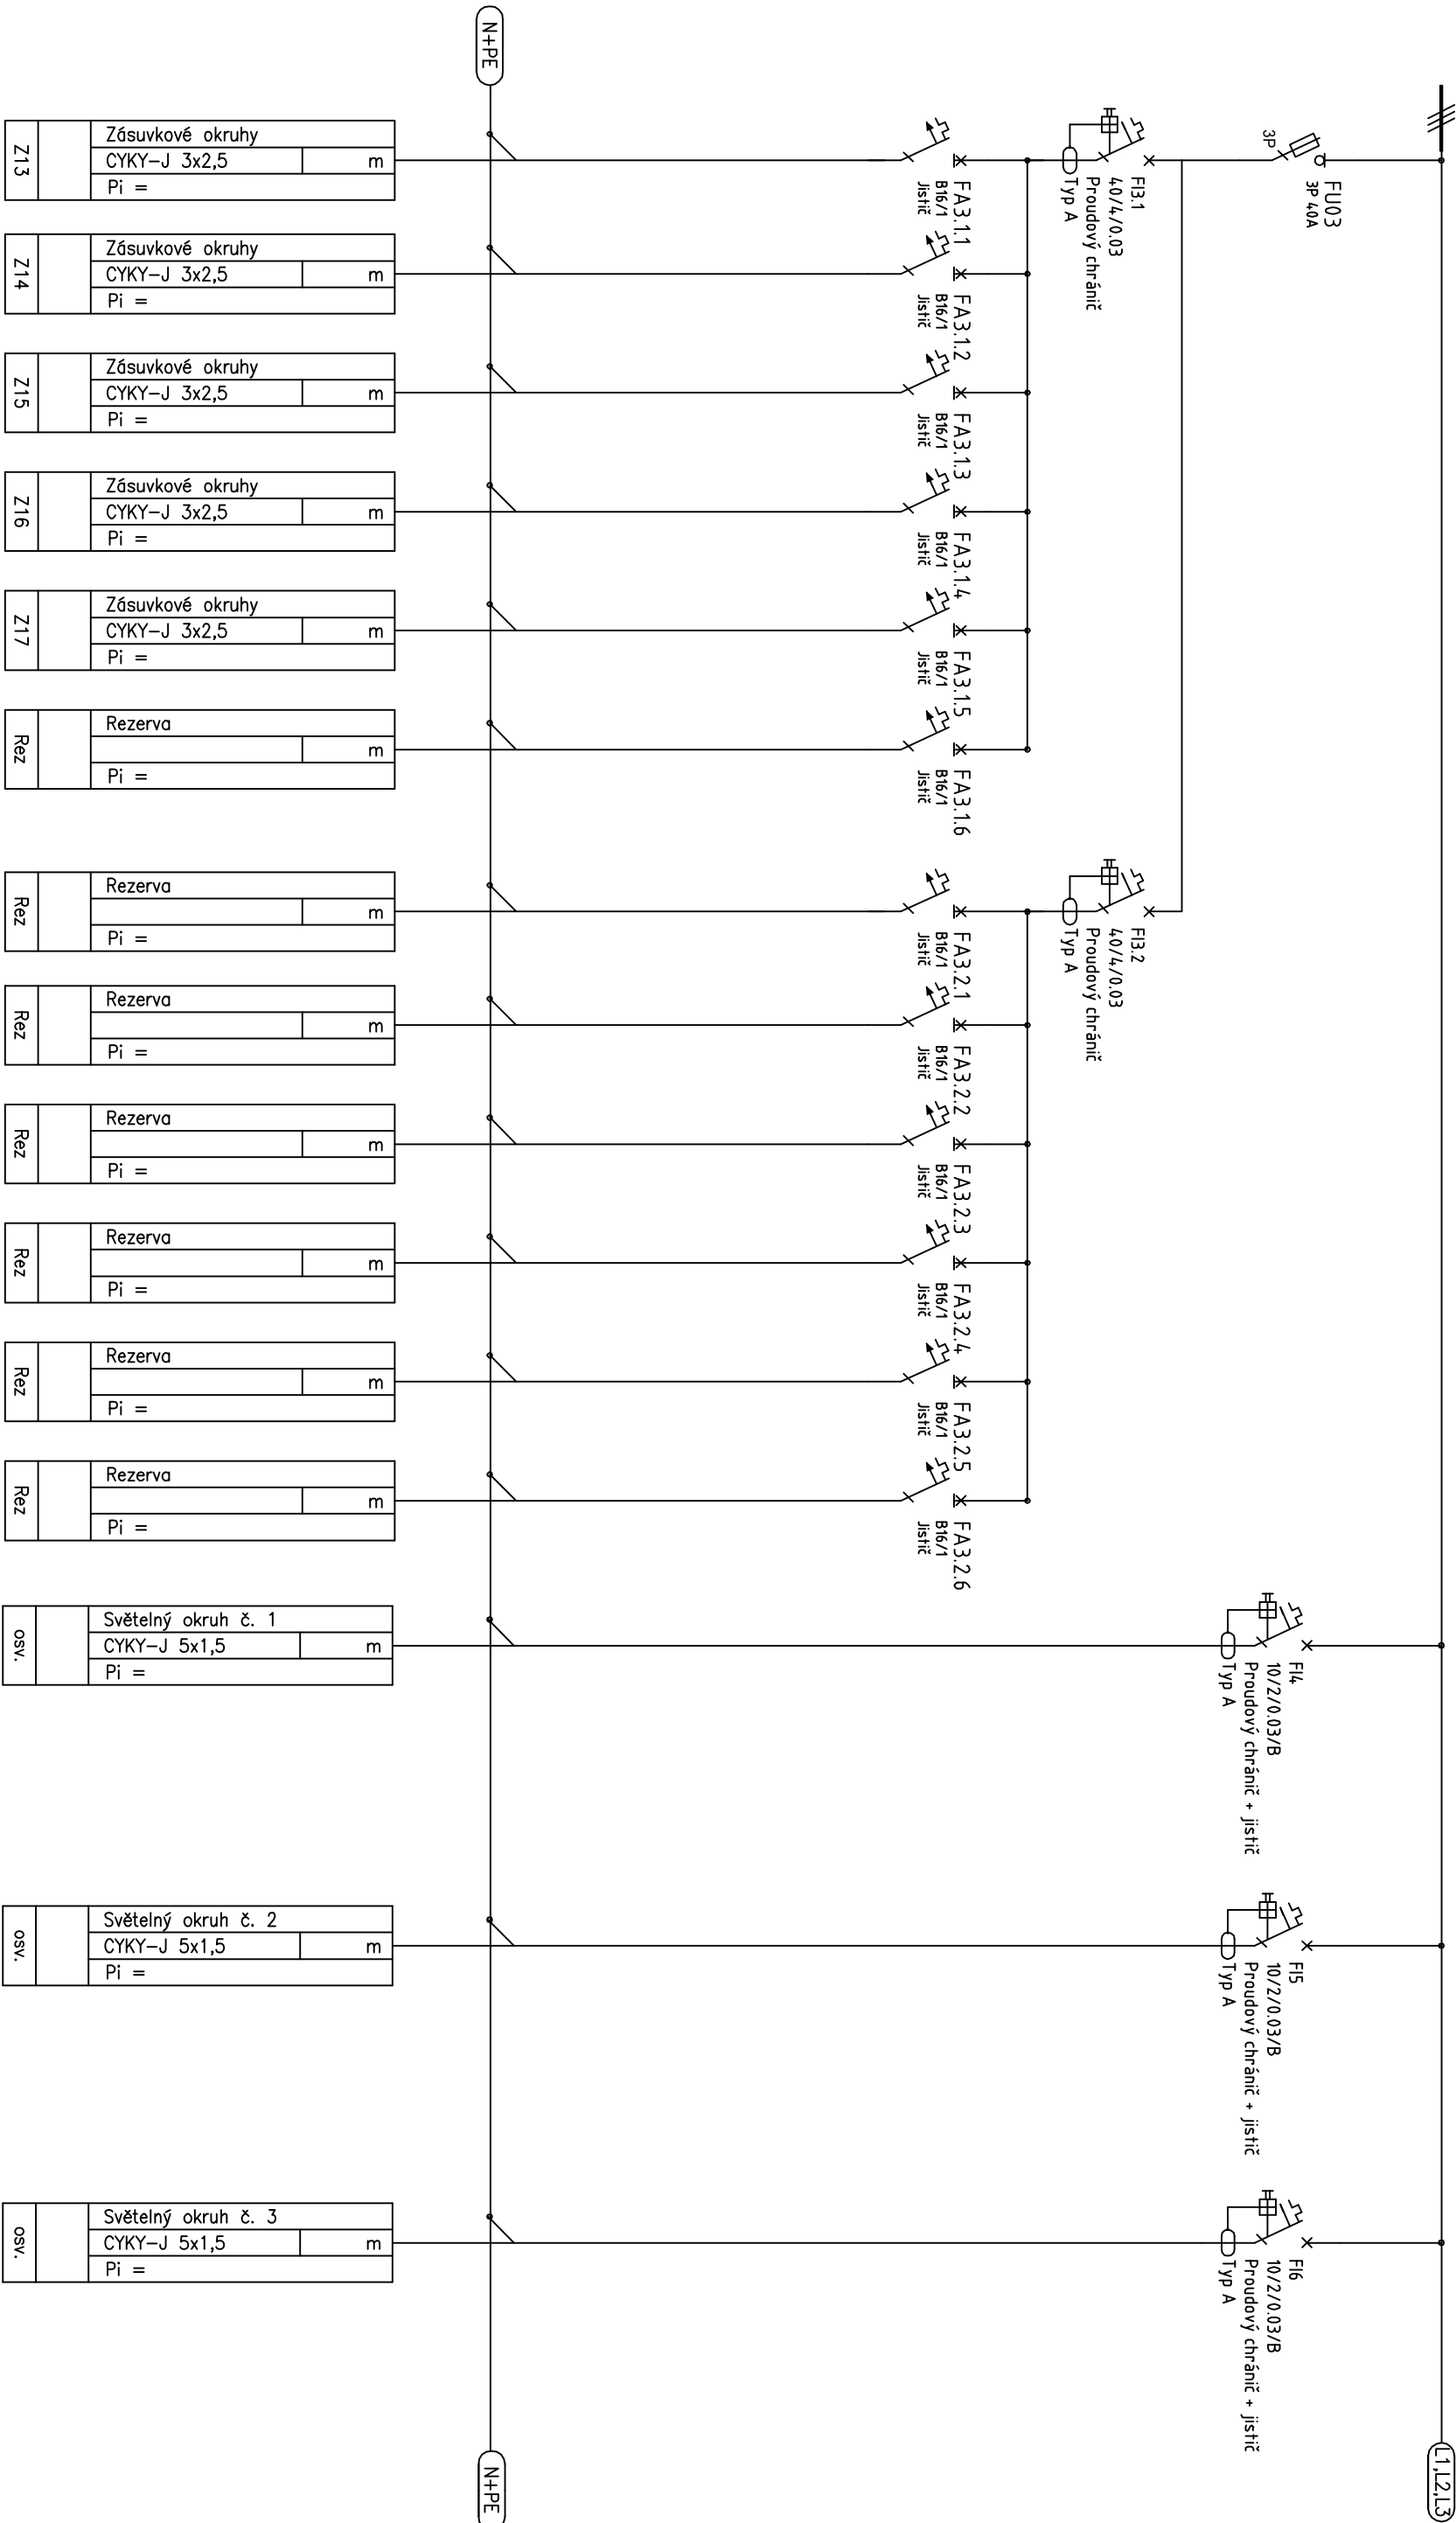 L1,L2,L3
FU03
3P 40A
3P
FI3.1
40/4/0.03
Proudový chránič
Typ A
FI3.2
40/4/0.03
Proudový chránič
Typ A
FI4
10/2/0.03/B
Proudový chránič + jistič
Typ A
FI5
10/2/0.03/B
Proudový chránič + jistič
Typ A
FI6
10/2/0.03/B
Proudový chránič + jistič
Typ A
FA3.1.1
B16/1
Jistič
FA3.1.2
B16/1
Jistič
FA3.1.3
B16/1
Jistič
FA3.1.4
B16/1
Jistič
FA3.1.5
B16/1
Jistič
FA3.1.6
B16/1
Jistič
FA3.2.1
B16/1
Jistič
FA3.2.2
B16/1
Jistič
FA3.2.3
B16/1
Jistič
FA3.2.4
B16/1
Jistič
FA3.2.5
B16/1
Jistič
FA3.2.6
B16/1
Jistič
N+PE
N+PE
Zásuvkové okruhy
CYKY-J 3x2,5 m
Pi =
Z13
Zásuvkové okruhy
CYKY-J 3x2,5 m
Pi =
Z14
Zásuvkové okruhy
CYKY-J 3x2,5 m
Pi =
Z15
Zásuvkové okruhy
CYKY-J 3x2,5 m
Pi =
Z16
Zásuvkové okruhy
CYKY-J 3x2,5 m
Pi =
Z17
Rezerva
m
Pi =
Rez
Rezerva
m
Pi =
Rez
Rezerva
m
Pi =
Rez
Rezerva
m
Pi =
Rez
Rezerva
m
Pi =
Rez
Rezerva
m
Pi =
Rez
Rezerva
m
Pi =
Rez
Světelný okruh č. 1
CYKY-J 5x1,5 m
Pi =
osv.
Světelný okruh č. 2
CYKY-J 5x1,5 m
Pi =
osv.
Světelný okruh č. 3
CYKY-J 5x1,5 m
Pi =
osv.